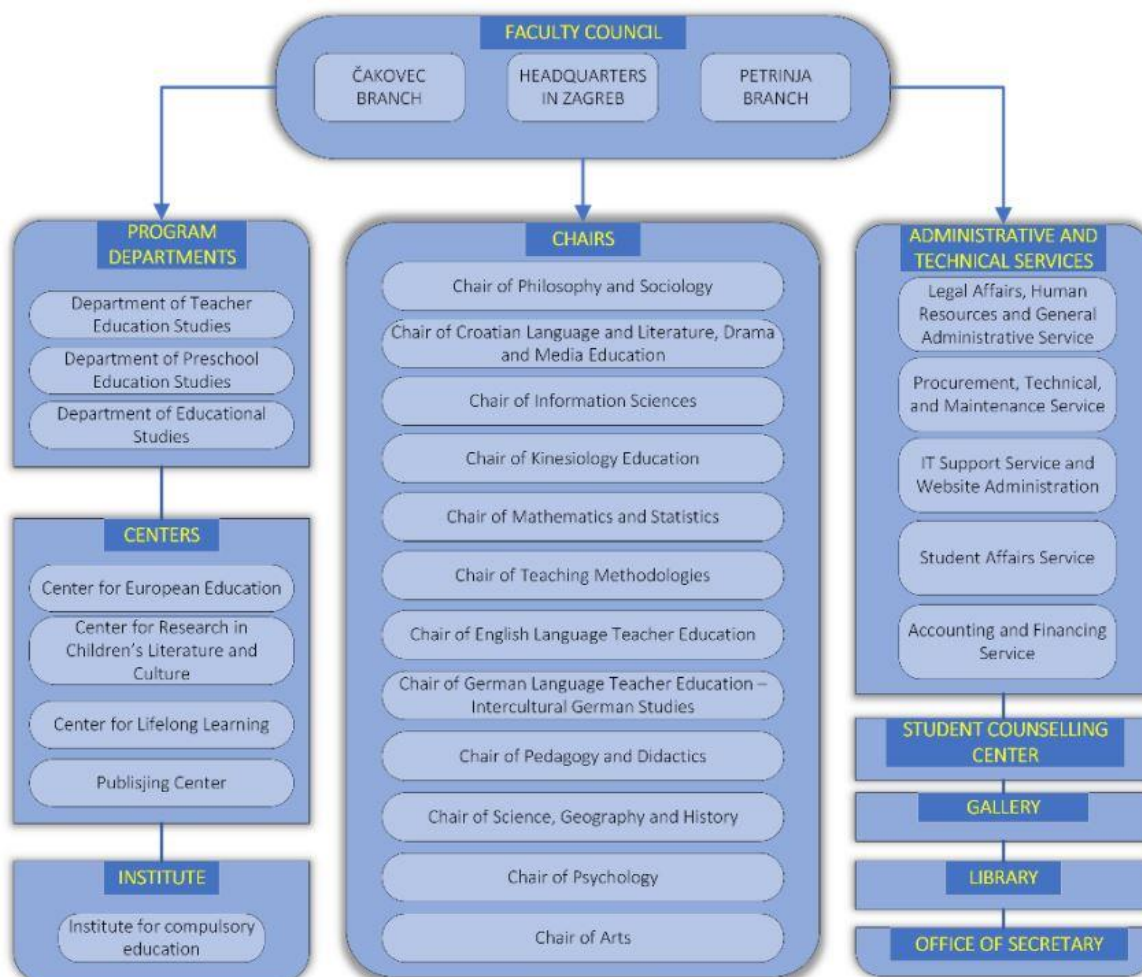 FACULTY COUNCIL
ČAKOVEC
BRANCH
HEADQUARTERS
IN ZAGREB
PETRINJA
BRANCH
PROGRAM
DEPARTMENTS
Department of Teacher
Education Studies
Department of Preschool
Education Studies
Department of Educational
Studies
CENTERS
Center for European Education
Center for Research in
Children’s Literature and
Culture
Center for Lifelong Learning
Publisjing Center
INSTITUTE
Institute for compulsory
education
CHAIRS
Chair of Philosophy and Sociology
Chair of Croatian Language and Literature, Drama
and Media Education
Chair of Information Sciences
Chair of Kinesiology Education
Chair of Mathematics and Statistics
Chair of Teaching Methodologies
Chair of English Language Teacher Education
Chair of German Language Teacher Education –
Intercultural German Studies
Chair of Pedagogy and Didactics
Chair of Science, Geography and History
Chair of Psychology
Chair of Arts
ADMINISTRATIVE AND
TECHNICAL SERVICES
Legal Affairs, Human
Resources and General
Administrative Service
Procurement, Technical,
and Maintenance Service
IT Support Service and
Website Administration
Student Affairs Service
Accounting and Financing
Service
STUDENT COUNSELLING
CENTER
GALLERY
LIBRARY
OFFICE OF SECRETARY